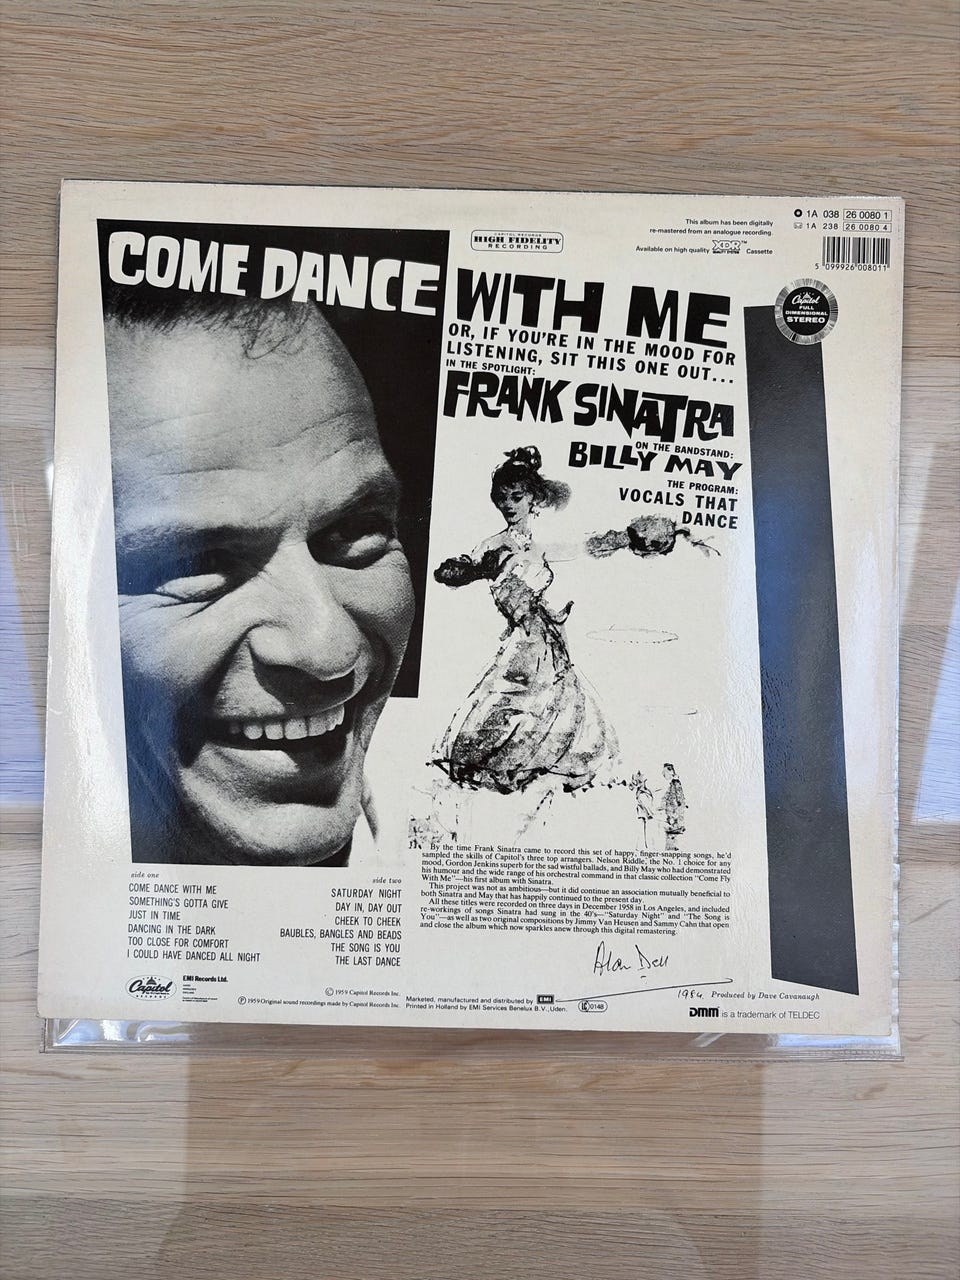 COME DANCE
WITH ME
CAPITOL RECORDS
HIGH FIDELITY
RECORDING
This album has been digitally
re-mastered from an analogue recording.
Available on high quality XDR™ Cassette
1A 038 26 0080 1
1A 238 26 0080 4
5 099926 008011
Capitol
FULL
DIMENSIONAL
STEREO
OR, IF YOU'RE IN THE MOOD FOR
LISTENING, SIT THIS ONE OUT...
IN THE SPOTLIGHT:
FRANK SINATRA
ON THE BANDSTAND:
BILLY MAY
THE PROGRAM:
VOCALS THAT
DANCE
side one
COME DANCE WITH ME
SOMETHING'S GOTTA GIVE
JUST IN TIME
DANCING IN THE DARK
TOO CLOSE FOR COMFORT
I COULD HAVE DANCED ALL NIGHT
side two
SATURDAY NIGHT
DAY IN, DAY OUT
CHEEK TO CHEEK
BAUBLES, BANGLES AND BEADS
THE SONG IS YOU
THE LAST DANCE
By the time Frank Sinatra came to record this set of happy, finger-snapping songs, he'd
sampled the skills of Capitol's three top arrangers. Nelson Riddle, the No. 1 choice for any
mood, Gordon Jenkins superb for the sad wistful ballads, and Billy May who had demonstrated
his humour and the wide range of his orchestral command in that classic collection "Come Fly
With Me"—his first album with Sinatra.
This project was not as ambitious—but it did continue an association mutually beneficial to
both Sinatra and May that has happily continued to the present day.
All these titles were recorded on three days in December 1958 in Los Angeles, and included
re-workings of songs Sinatra had sung in the 40's—"Saturday Night" and "The Song is
You"—as well as two original compositions by Jimmy Van Heusen and Sammy Cahn that open
and close the album which now sparkles anew through this digital remastering.
Alan Dell
1984
Produced by Dave Cavanaugh
Capitol
RECORDS
EMI Records Ltd.
Ⓒ 1959 Capitol Records Inc.
Ⓟ 1959 Original sound recordings made by Capitol Records Inc.
Marketed, manufactured and distributed by EMI
Printed in Holland by EMI Services Benelux B.V., Uden.
LC 0148
DMM is a trademark of TELDEC